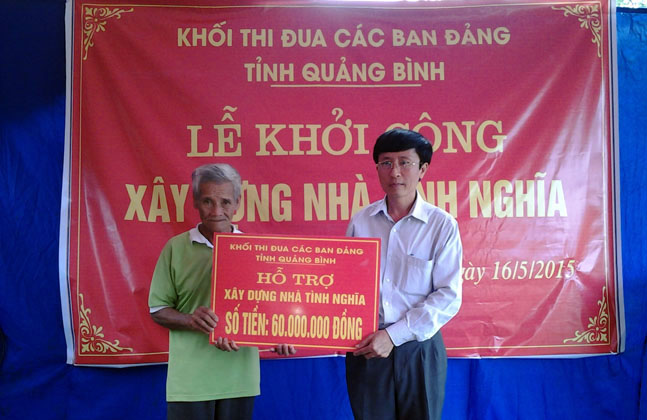 KHỐI THI ĐUA CÁC BAN ĐẢNG
TỈNH QUẢNG BÌNH
LỄ KHỞI CÔNG
XÂY DỰNG NHÀ TÌNH NGHĨA
16/5/2015
KHỐI THI ĐUA CÁC BAN ĐẢNG
TỈNH QUẢNG BÌNH
HỖ TRỢ
XÂY DỰNG NHÀ TÌNH NGHĨA
SỐ TIỀN: 60.000.000 ĐỒNG